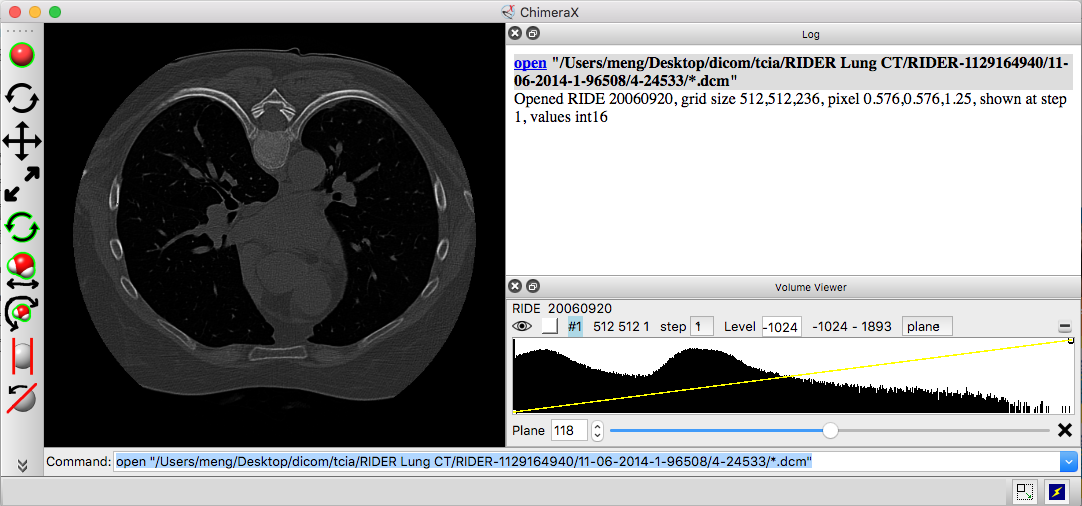 ChimeraX
Log
open "/Users/meng/Desktop/dicom/tcia/RIDER Lung CT/RIDER-1129164940/11-
06-2014-1-96508/4-24533/*.dcm"
Opened RIDE 20060920, grid size 512,512,236, pixel 0.576,0.576,1.25, shown at step
1, values int16
Volume Viewer
RIDE 20060920
#1 512 512 1 step 1 Level -1024 -1024 - 1893 plane
Plane 118
Command: open "/Users/meng/Desktop/dicom/tcia/RIDER Lung CT/RIDER-1129164940/11-06-2014-1-96508/4-24533/*.dcm"